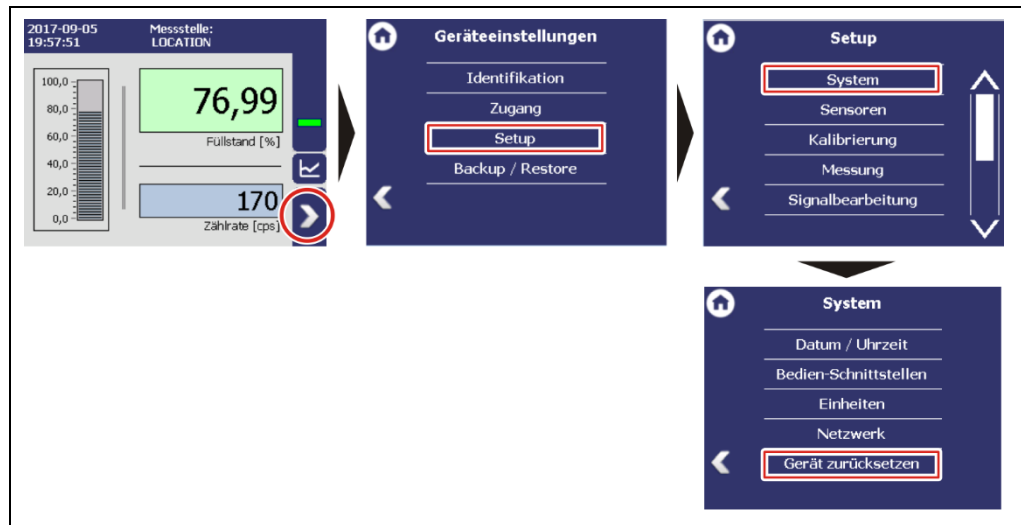 2017-09-05
19:57:51
Messstelle:
LOCATION
100,0
80,0
60,0
40,0
20,0
0,0
76,99
Füllstand [%]
170
Zählrate [cps]
Geräteeinstellungen
Identifikation
Zugang
Setup
Backup / Restore
Setup
System
Sensoren
Kalibrierung
Messung
Signalbearbeitung
System
Datum / Uhrzeit
Bedien-Schnittstellen
Einheiten
Netzwerk
Gerät zurücksetzen